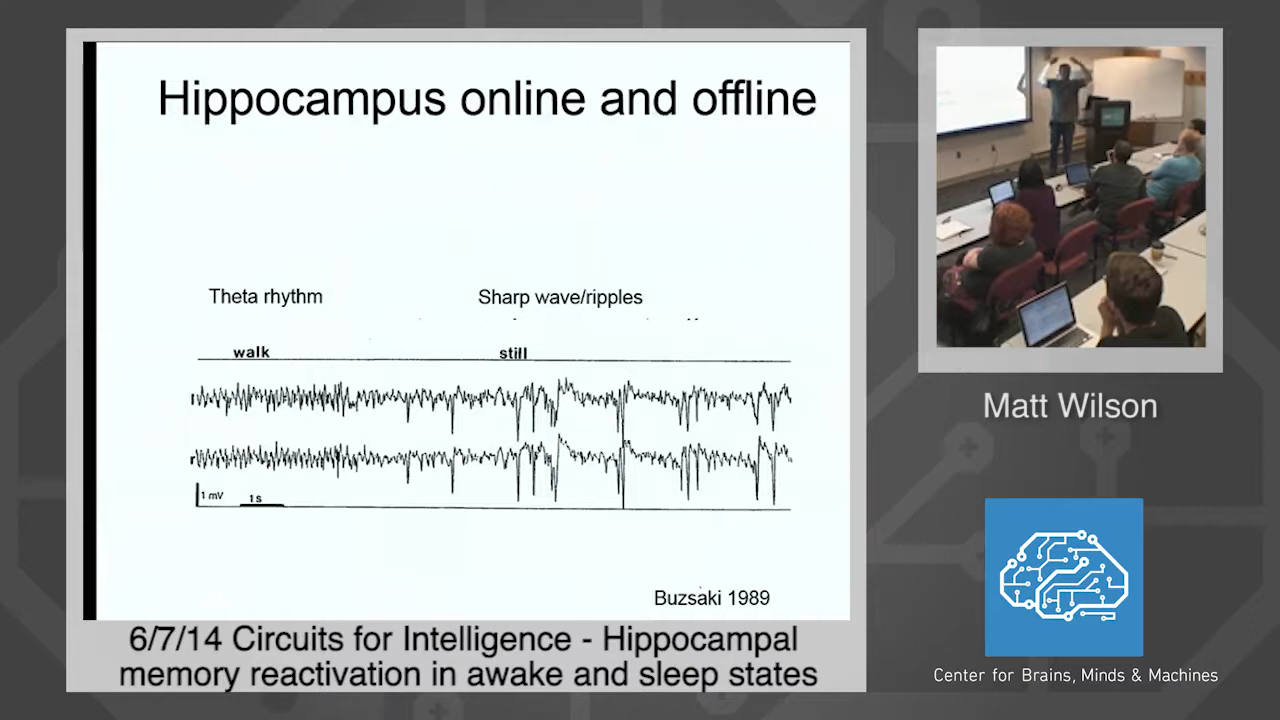 Hippocampus online and offline
Theta rhythm
Sharp wave/ripples
walk
still
1 mV
1s
Buzsaki 1989
6/7/14 Circuits for Intelligence - Hippocampal
memory reactivation in awake and sleep states
Matt Wilson
Center for Brains, Minds & Machines